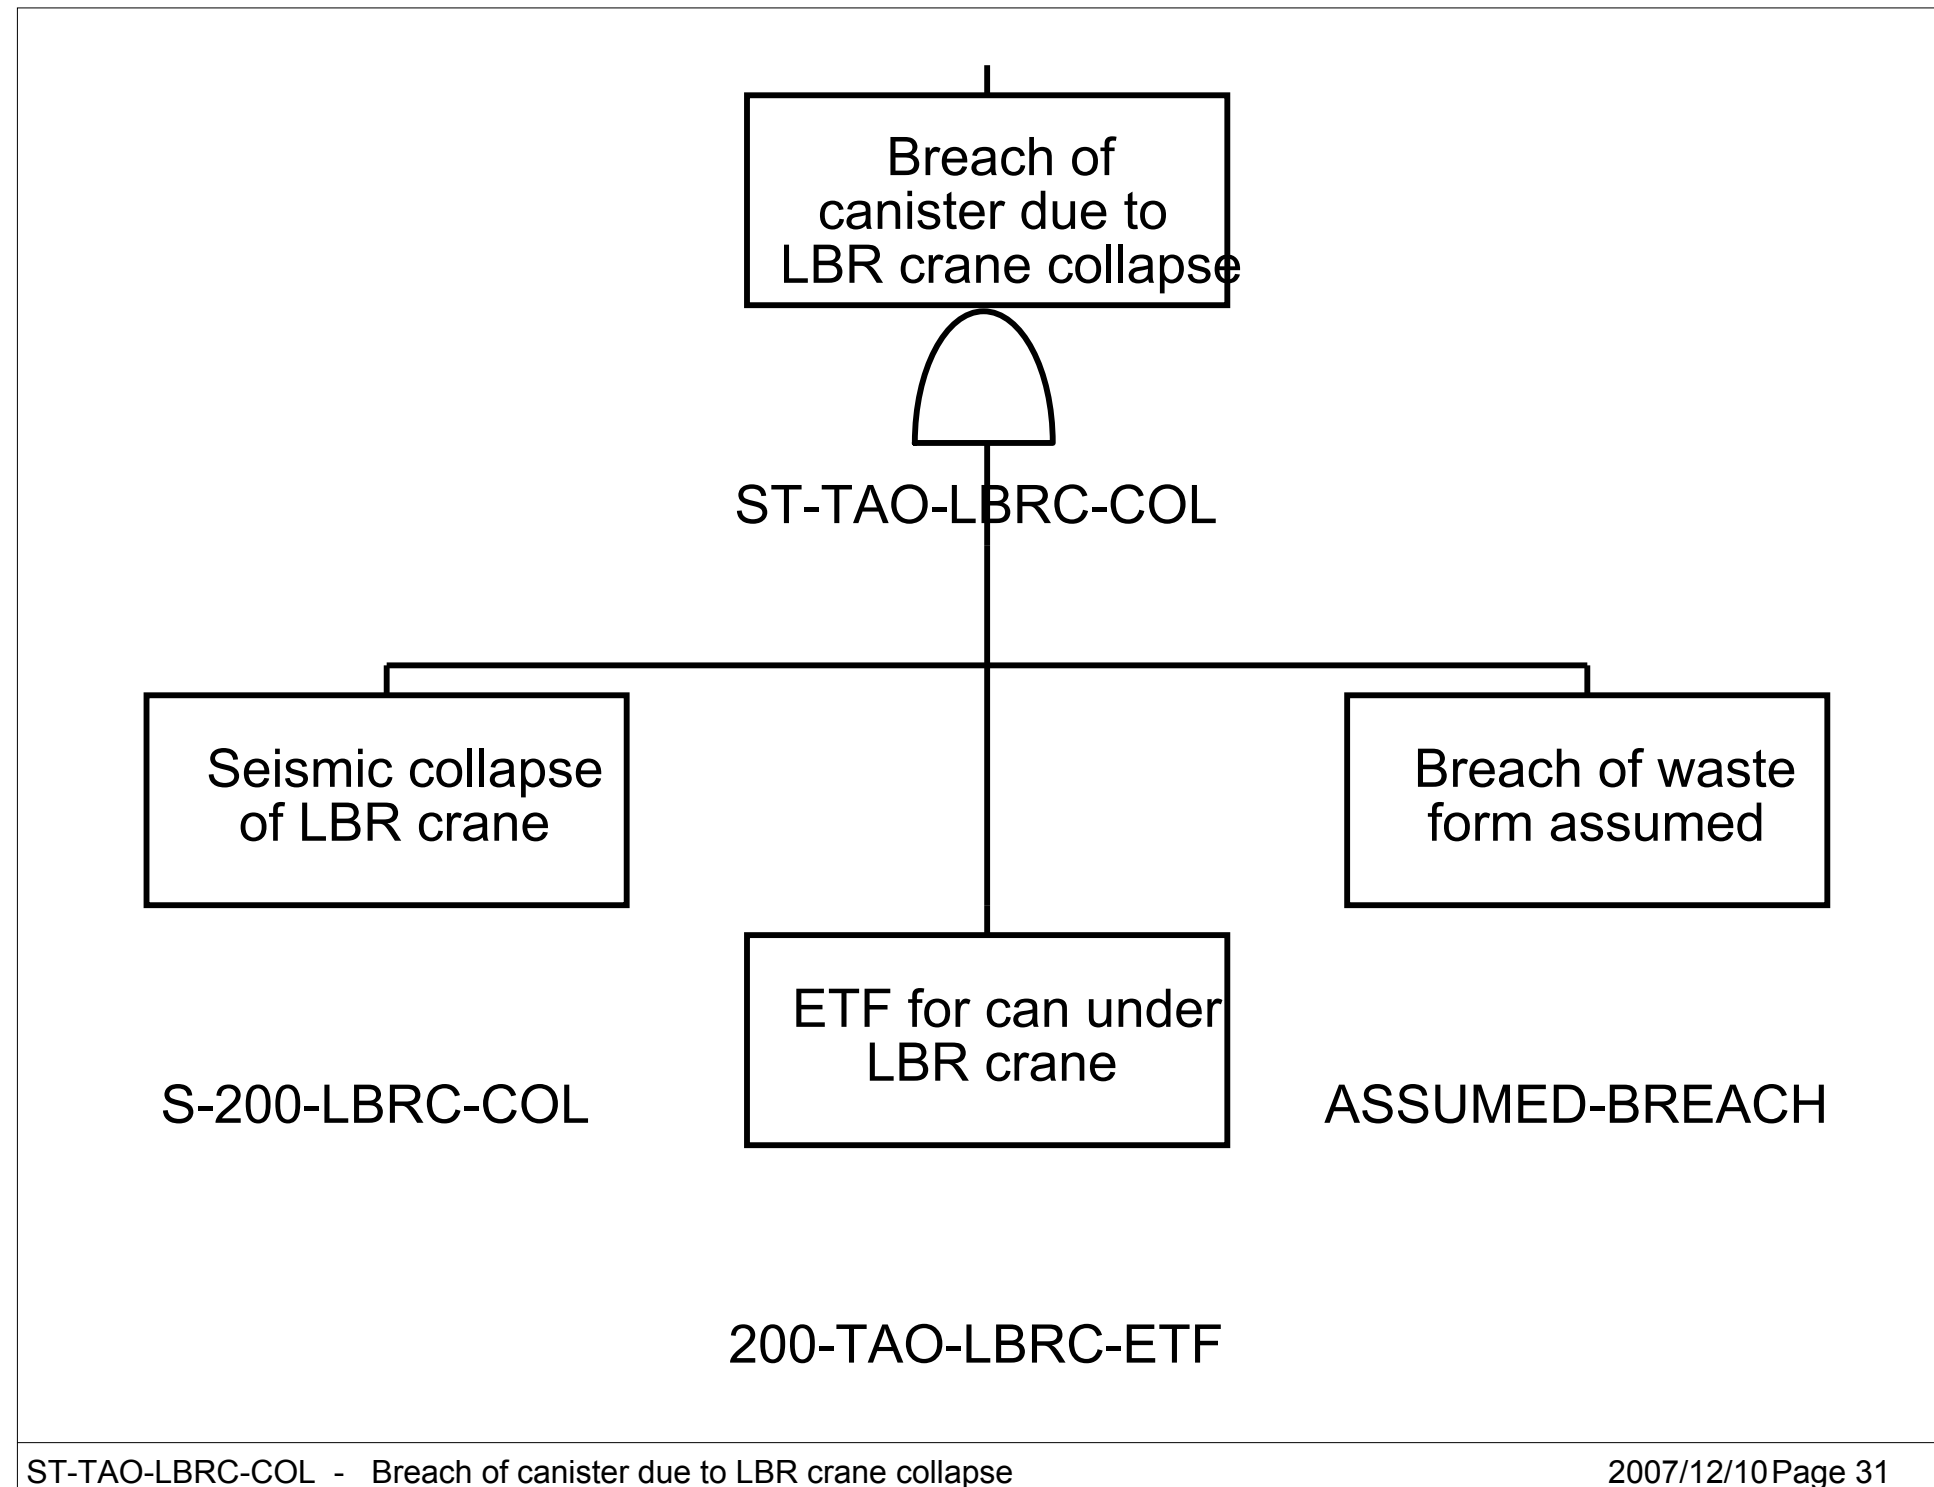 Breach of
canister due to
LBR crane collapse
ST-TAO-LBRC-COL
Seismic collapse
of LBR crane
S-200-LBRC-COL
ETF for can under
LBR crane
200-TAO-LBRC-ETF
Breach of waste
form assumed
ASSUMED-BREACH
ST-TAO-LBRC-COL - Breach of canister due to LBR crane collapse
2007/12/10 Page 31